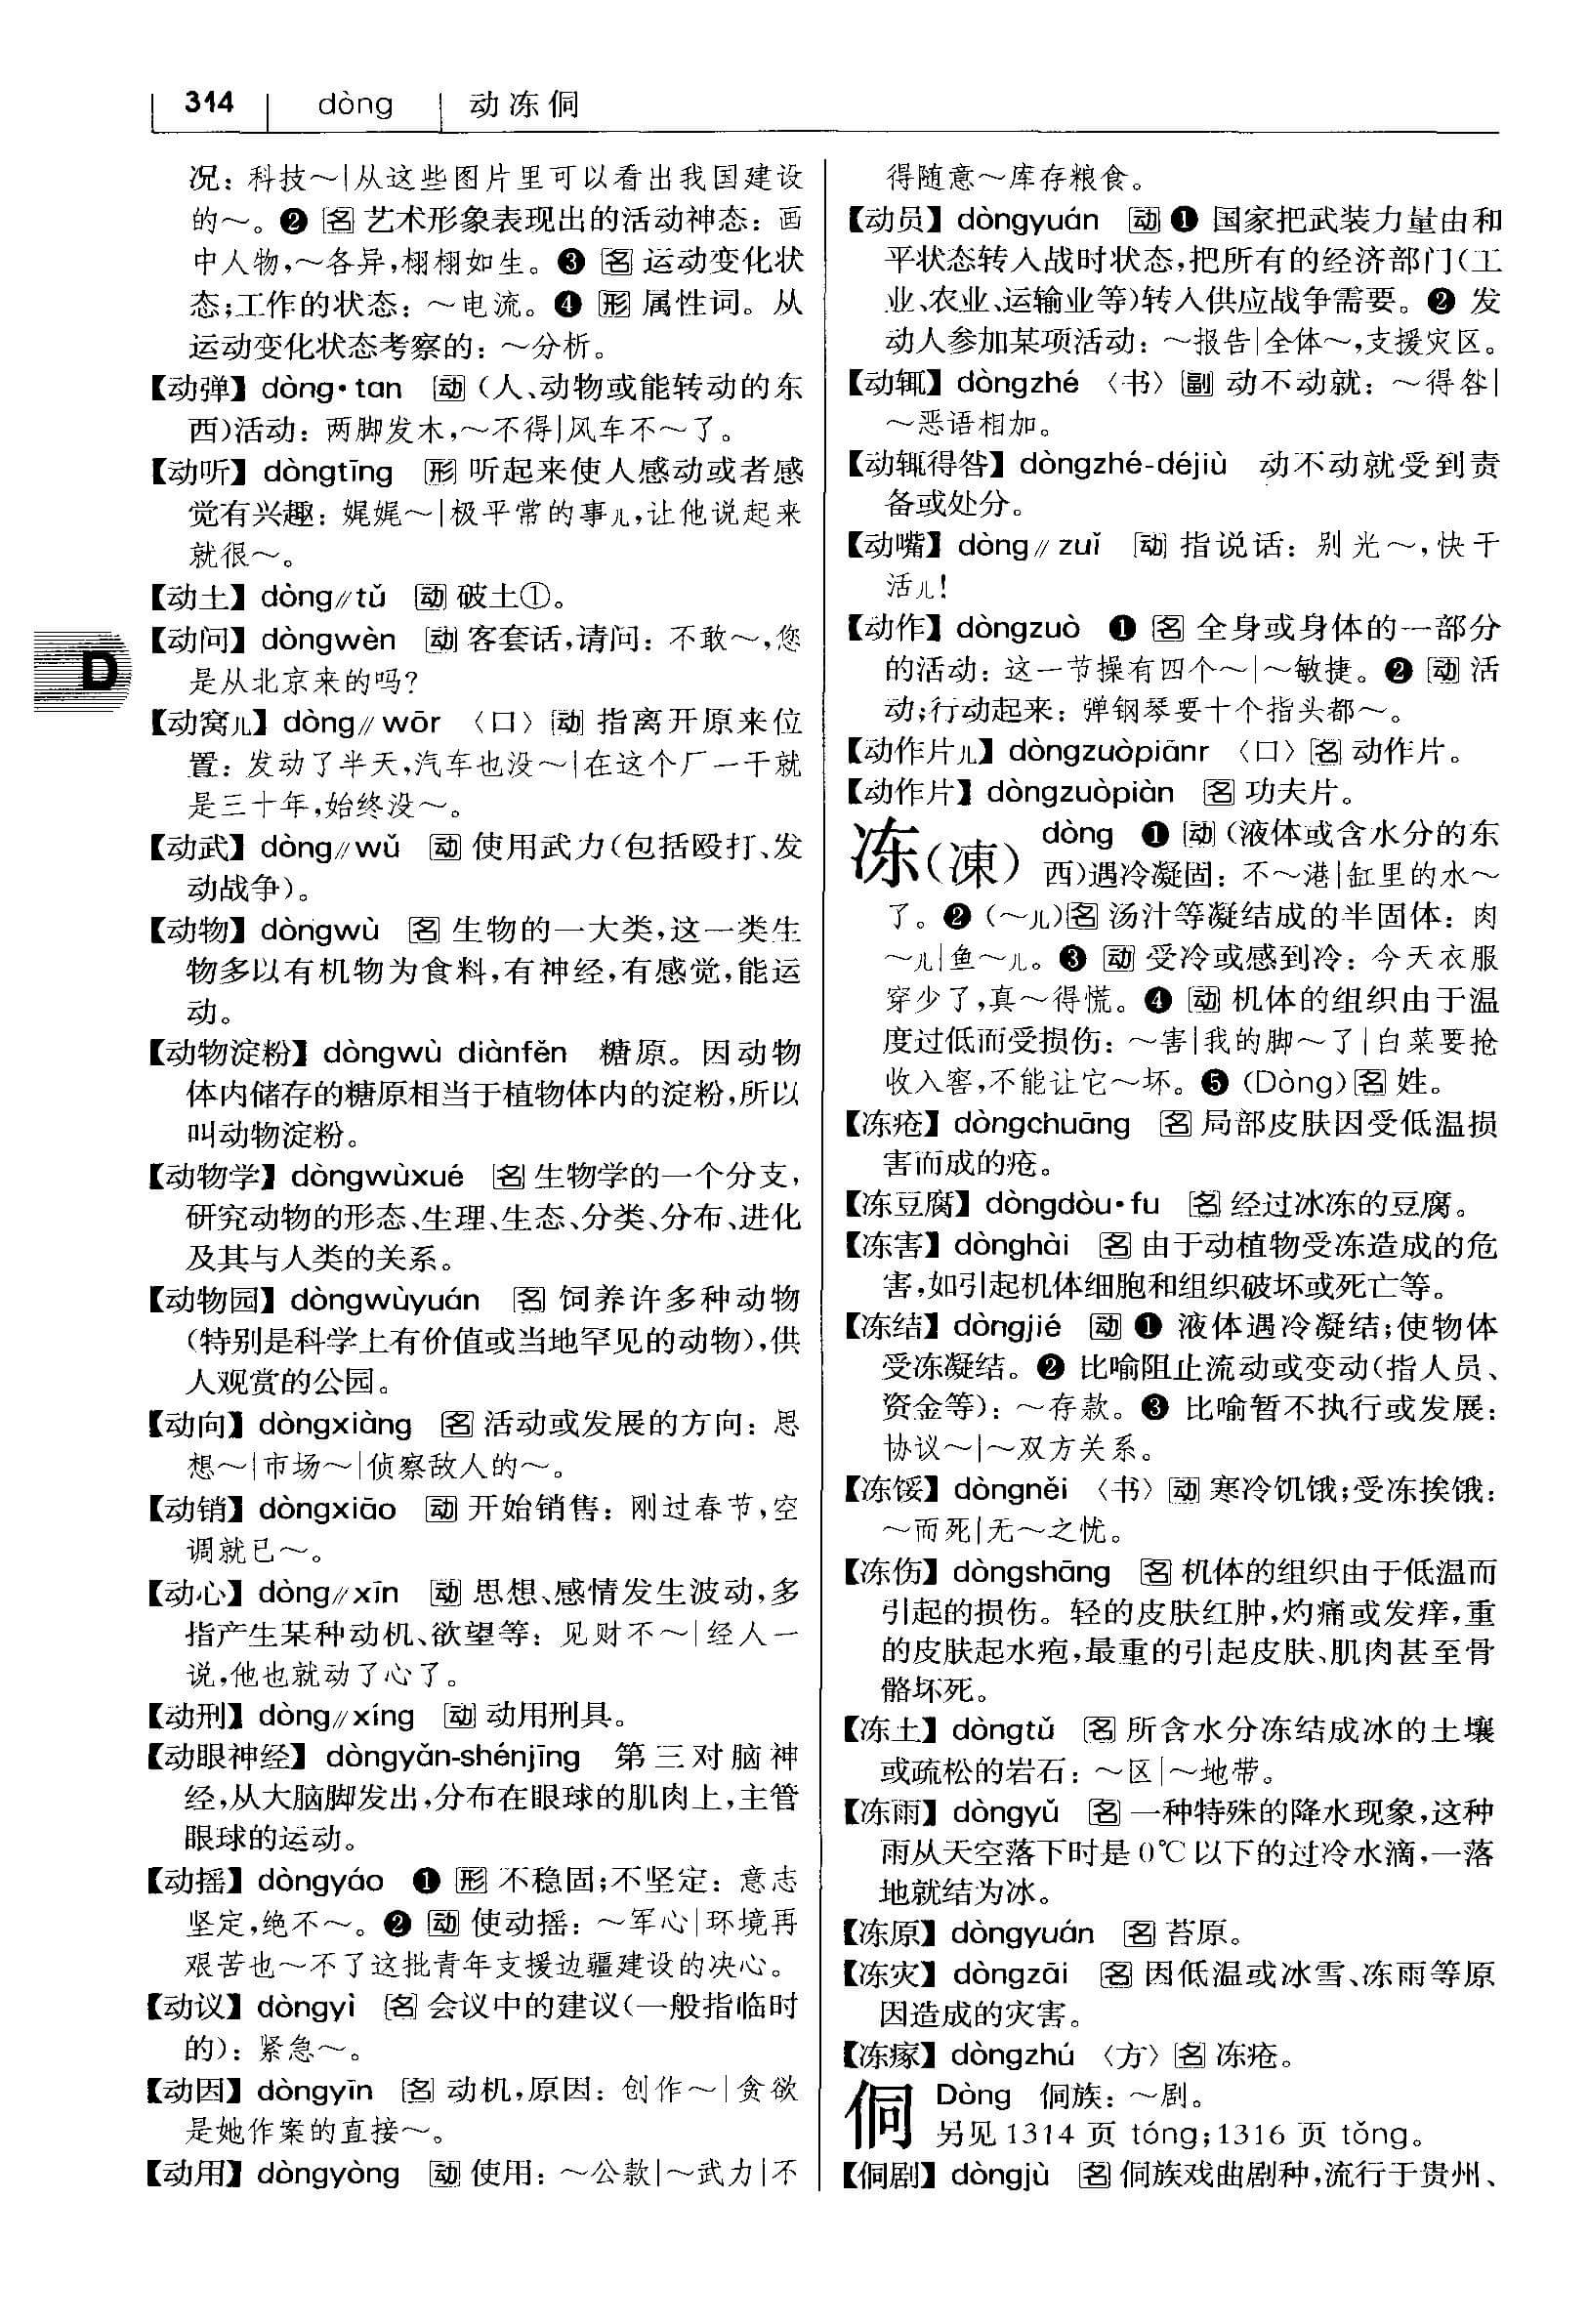 314 dòng 动冻侗
况：科技～|从这些图片里可以看出我国建设
的～。❷ 名 艺术形象表现出的活动神态：画
中人物，～各异，栩栩如生。❸ 名 运动变化状
态；工作的状态：～电流。❹ 形 属性词。从
运动变化状态考察的：～分析。
【动弹】dòng·tan 动（人、动物或能转动的东
西）活动：两脚发木，～不得|风车不～了。
【动听】dòngtīng 形 听起来使人感动或者感
觉有兴趣：娓娓～|极平常的事儿，让他说起来
就很～。
【动土】dòng//tǔ 动 破土①。
【动问】dòngwèn 动 客套话，请问：不敢～，您
是从北京来的吗？
【动窝儿】dòng//wōr 〈口〉动 指离开原来位
置：发动了半天，汽车也没～|在这个厂一干就
是三十年，始终没～。
【动武】dòng//wǔ 动 使用武力（包括殴打、发
动战争）。
【动物】dòngwù 名 生物的一大类，这一类生
物多以有机物为食料，有神经，有感觉，能运
动。
【动物淀粉】dòngwù diànfěn 糖原。因动物
体内储存的糖原相当于植物体内的淀粉，所以
叫动物淀粉。
【动物学】dòngwùxué 名 生物学的一个分支，
研究动物的形态、生理、生态、分类、分布、进化
及其与人类的关系。
【动物园】dòngwùyuán 名 饲养许多种动物
（特别是科学上有价值或当地罕见的动物），供
人观赏的公园。
【动向】dòngxiàng 名 活动或发展的方向：思
想～|市场～|侦察敌人的～。
【动销】dòngxiāo 动 开始销售：刚过春节，空
调就已～。
【动心】dòng//xīn 动 思想、感情发生波动，多
指产生某种动机、欲望等：见财不～|经人一
说，他也就动了心了。
【动刑】dòng//xíng 动 动用刑具。
【动眼神经】dòngyǎn-shénjīng 第三对脑神
经，从大脑脚发出，分布在眼球的肌肉上，主管
眼球的运动。
【动摇】dòngyáo ❶ 形 不稳固；不坚定：意志
坚定，绝不～。❷ 动 使动摇：～军心|环境再
艰苦也～不了这批青年支援边疆建设的决心。
【动议】dòngyì 名 会议中的建议（一般指临时
的）：紧急～。
【动因】dòngyīn 名 动机，原因：创作～|贪欲
是她作案的直接～。
【动用】dòngyòng 动 使用：～公款|～武力|不
D
得随意～库存粮食。
【动员】dòngyuán 动 ❶ 国家把武装力量由和
平状态转入战时状态，把所有的经济部门（工
业、农业、运输业等）转入供应战争需要。❷ 发
动人参加某项活动：～报告|全体～，支援灾区。
【动辄】dòngzhé 〈书〉副 动不动就：～得咎|
～恶语相加。
【动辄得咎】dòngzhé-déjiù 动不动就受到责
备或处分。
【动嘴】dòng//zuǐ 动 指说话：别光～，快干
活儿！
【动作】dòngzuò ❶ 名 全身或身体的一部分
的活动：这一节操有四个～|～敏捷。❷ 动 活
动；行动起来：弹钢琴要十个指头都～。
【动作片儿】dòngzuòpiānr 〈口〉名 动作片。
【动作片】dòngzuòpiàn 名 功夫片。
冻（凍） dòng ❶ 动（液体或含水分的东
西）遇冷凝固：不～港|缸里的水～
了。❷（～儿）名 汤汁等凝结成的半固体：肉
～儿|鱼～儿。❸ 动 受冷或感到冷：今天衣服
穿少了，真～得慌。❹ 动 机体的组织由于温
度过低而受损伤：～害|我的脚～了|白菜要抢
收入窖，不能让它～坏。❺（Dòng）名 姓。
【冻疮】dòngchuāng 名 局部皮肤因受低温损
害而成的疮。
【冻豆腐】dòngdòu·fu 名 经过冰冻的豆腐。
【冻害】dònghài 名 由于动植物受冻造成的危
害，如引起机体细胞和组织破坏或死亡等。
【冻结】dòngjié 动 ❶ 液体遇冷凝结；使物体
受冻凝结。❷ 比喻阻止流动或变动（指人员、
资金等）：～存款。❸ 比喻暂不执行或发展：
协议～|～双方关系。
【冻馁】dòngněi 〈书〉动 寒冷饥饿；受冻挨饿：
～而死|无～之忧。
【冻伤】dòngshāng 名 机体的组织由于低温而
引起的损伤。轻的皮肤红肿，灼痛或发痒，重
的皮肤起水疱，最重的引起皮肤、肌肉甚至骨
骼坏死。
【冻土】dòngtǔ 名 所含水分冻结成冰的土壤
或疏松的岩石：～区|～地带。
【冻雨】dòngyǔ 名 一种特殊的降水现象，这种
雨从天空落下时是0℃以下的过冷水滴，一落
地就结为冰。
【冻原】dòngyuán 名 苔原。
【冻灾】dòngzāi 名 因低温或冰雪、冻雨等原
因造成的灾害。
【冻瘃】dòngzhú 〈方〉名 冻疮。
侗 Dòng 侗族：～剧。
另见1314页 tóng；1316页 tǒng。
【侗剧】dòngjù 名 侗族戏曲剧种，流行于贵州、